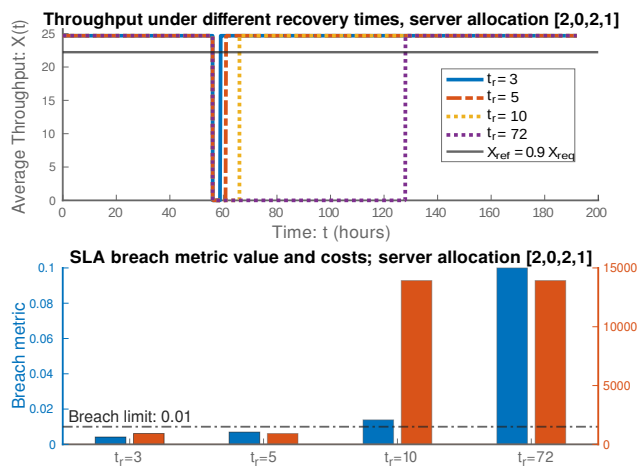 Throughput under different recovery times, server allocation [2,0,2,1]
Average Throughput: X(t)
25
20
15
10
5
0
t_r = 3
t_r = 5
t_r = 10
t_r = 72
X_ref = 0.9 X_req
0 20 40 60 80 100 120 140 160 180 200
Time: t (hours)
SLA breach metric value and costs; server allocation [2,0,2,1]
Breach metric
0.1
0.08
0.06
0.04
0.02
0
15000
10000
5000
0
Breach limit: 0.01
t_r=3 t_r=5 t_r=10 t_r=72